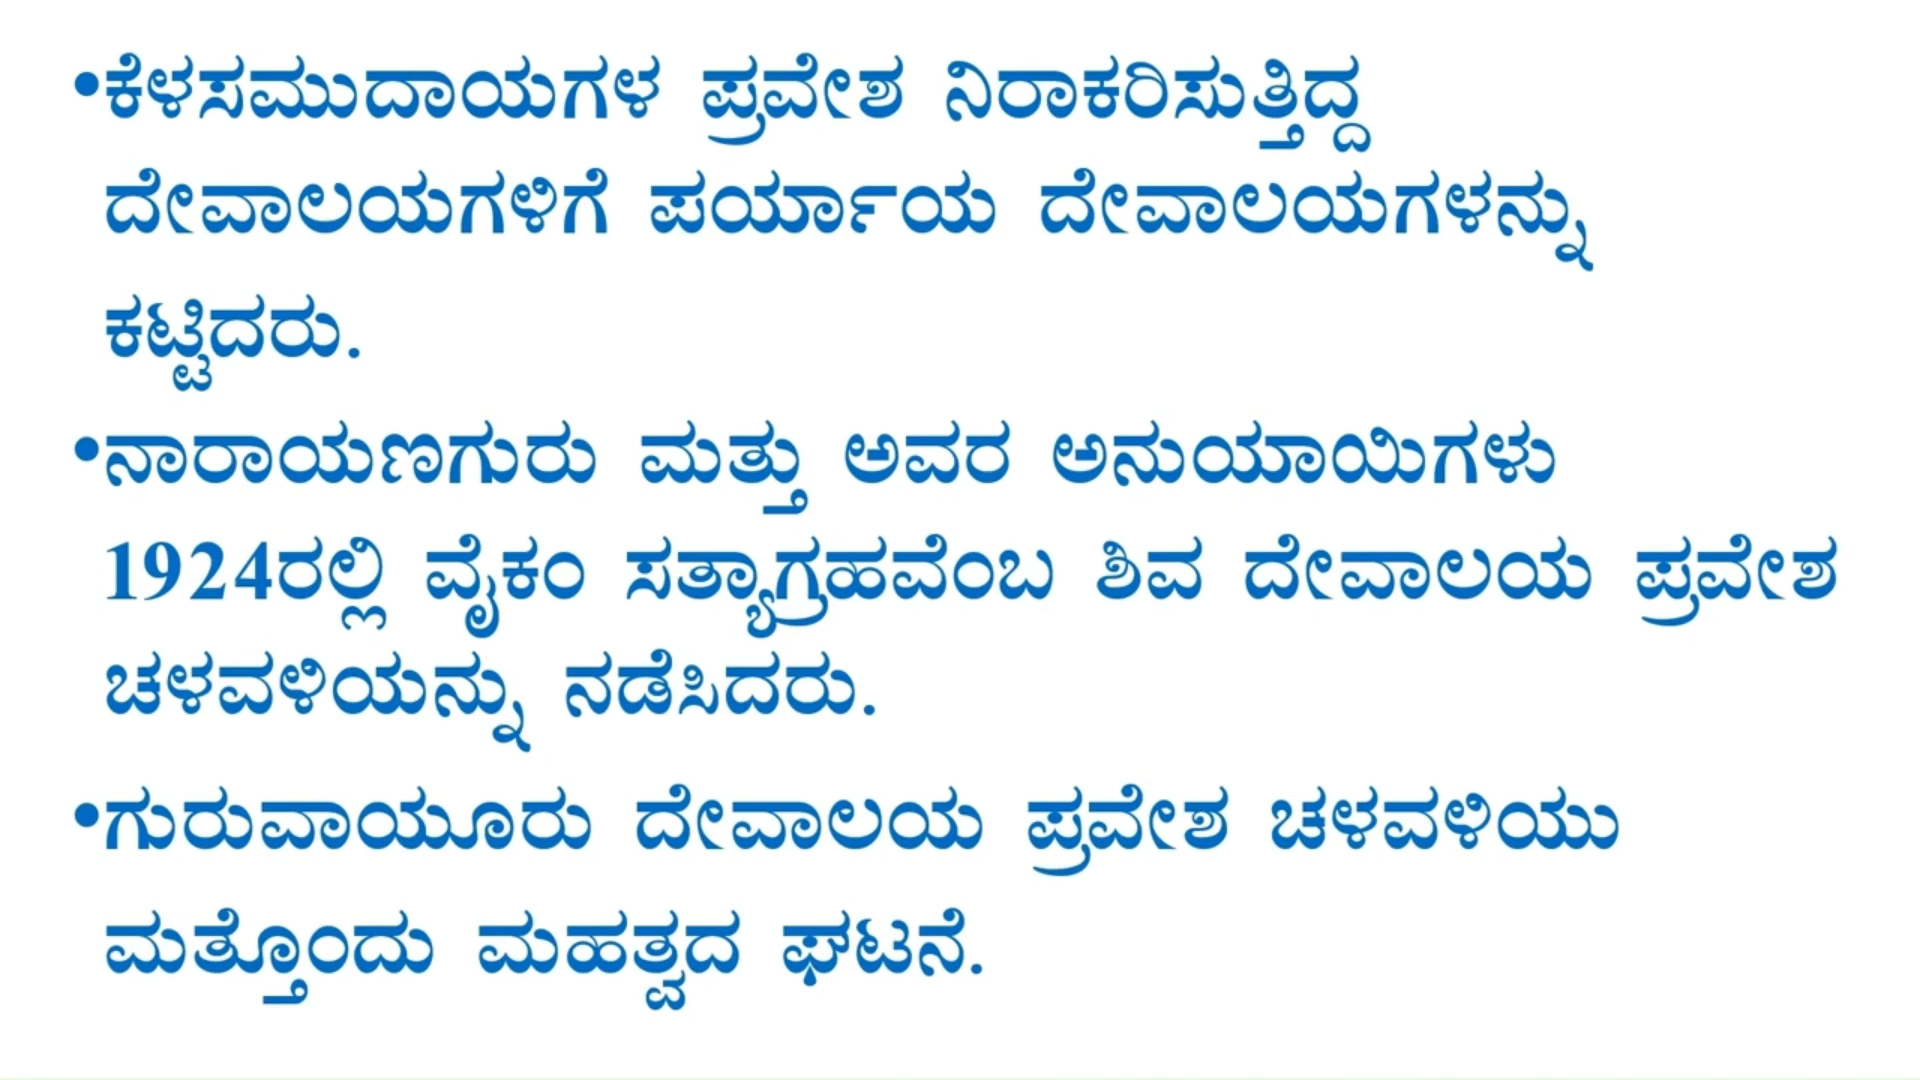 •ಕೆಳಸಮುದಾಯಗಳ ಪ್ರವೇಶ ನಿರಾಕರಿಸುತ್ತಿದ್ದ
ದೇವಾಲಯಗಳಿಗೆ ಪರ್ಯಾಯ ದೇವಾಲಯಗಳನ್ನು
ಕಟ್ಟಿದರು.
•ನಾರಾಯಣಗುರು ಮತ್ತು ಅವರ ಅನುಯಾಯಿಗಳು
1924ರಲ್ಲಿ ವೈಕಂ ಸತ್ಯಾಗ್ರಹವೆಂಬ ಶಿವ ದೇವಾಲಯ ಪ್ರವೇಶ
ಚಳವಳಿಯನ್ನು ನಡೆಸಿದರು.
•ಗುರುವಾಯೂರು ದೇವಾಲಯ ಪ್ರವೇಶ ಚಳವಳಿಯು
ಮತ್ತೊಂದು ಮಹತ್ವದ ಘಟನೆ.